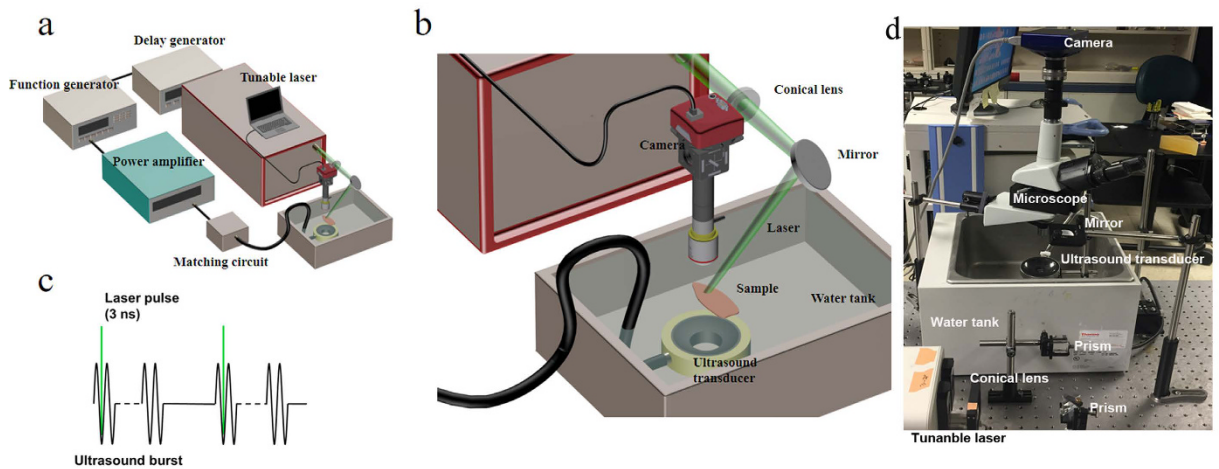 a
Delay generator
Function generator
Tunable laser
Power amplifier
Matching circuit
b
Conical lens
Camera
Mirror
Laser
Sample
Water tank
Ultrasound
transducer
c
Laser pulse
(3 ns)
Ultrasound burst
d
Camera
Microscope
Mirror
Ultrasound transducer
Water tank
Prism
Conical lens
Prism
Tunanble laser